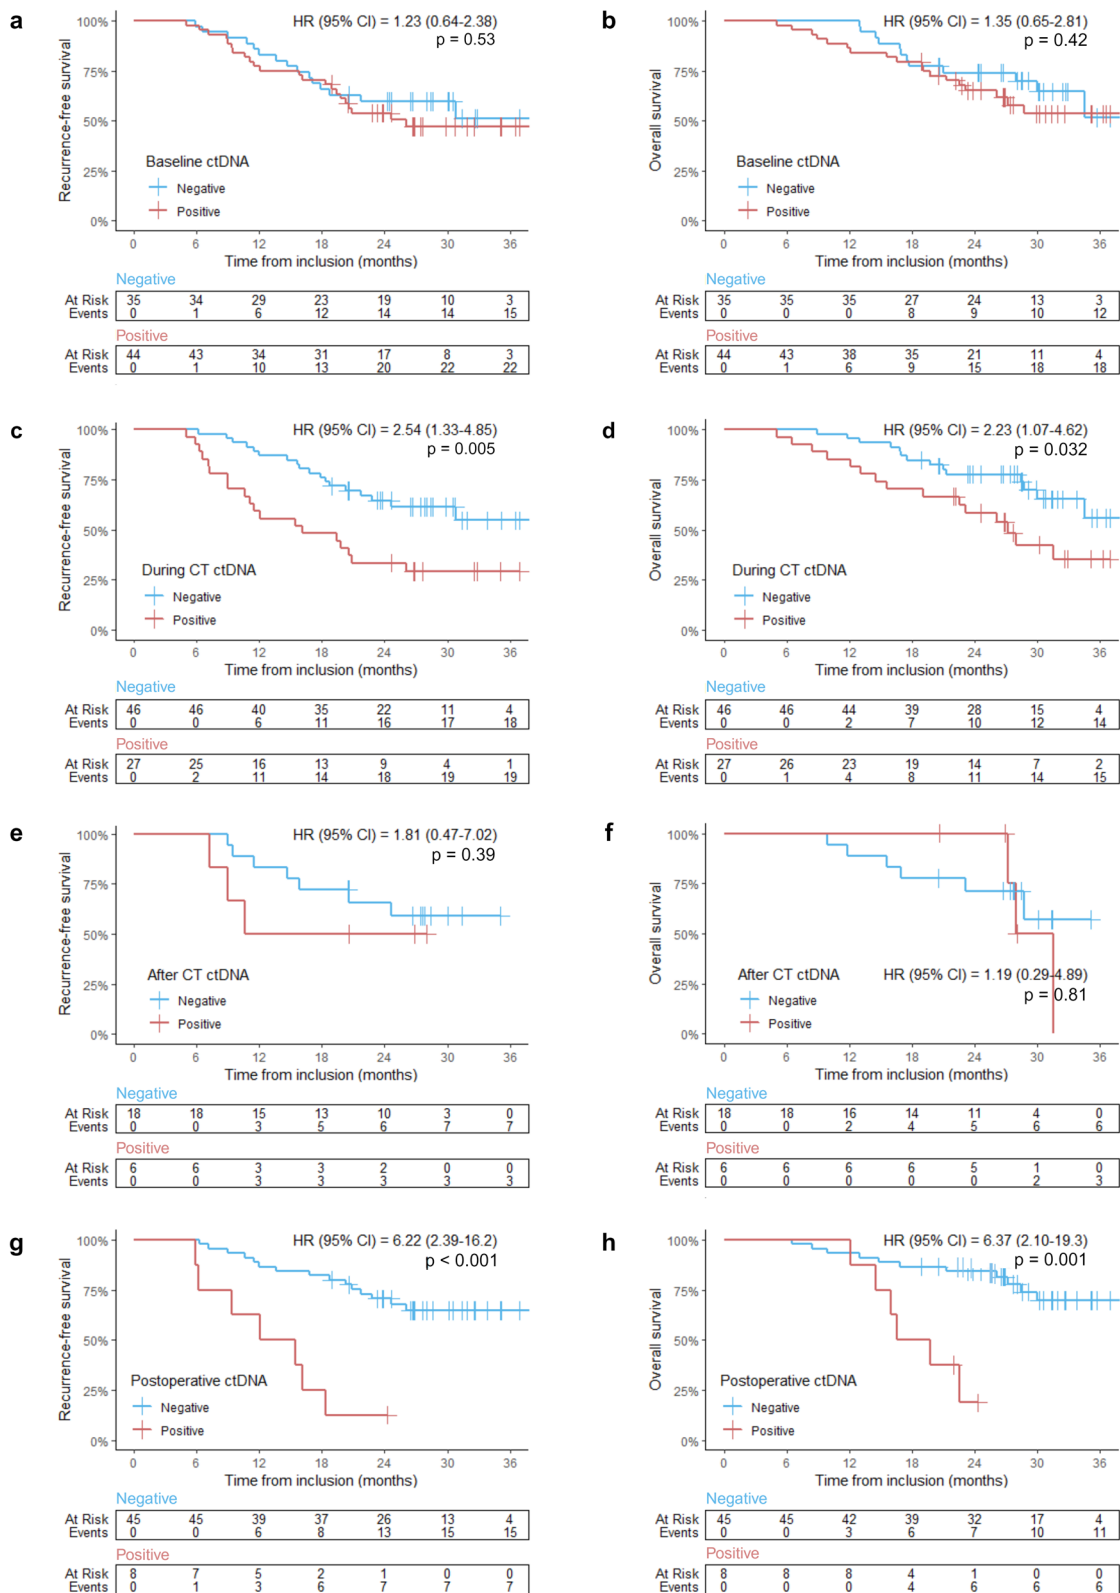 a
HR (95% CI) = 1.23 (0.64-2.38)
p = 0.53
Recurrence-free survival
100%
75%
50%
25%
0%
Baseline ctDNA
Negative
Positive
0 6 12 18 24 30 36
Time from inclusion (months)
Negative
At Risk 35 34 29 23 19 10 3
Events 0 1 6 12 14 14 15
Positive
At Risk 44 43 34 31 17 8 3
Events 0 1 10 13 20 22 22
b
HR (95% CI) = 1.35 (0.65-2.81)
p = 0.42
Overall survival
100%
75%
50%
25%
0%
Baseline ctDNA
Negative
Positive
0 6 12 18 24 30 36
Time from inclusion (months)
Negative
At Risk 35 35 35 27 24 13 3
Events 0 0 0 8 9 10 12
Positive
At Risk 44 43 38 35 21 11 4
Events 0 1 6 9 15 18 18
c
HR (95% CI) = 2.54 (1.33-4.85)
p = 0.005
Recurrence-free survival
100%
75%
50%
25%
0%
During CT ctDNA
Negative
Positive
0 6 12 18 24 30 36
Time from inclusion (months)
Negative
At Risk 46 46 40 35 22 11 4
Events 0 0 6 11 16 17 18
Positive
At Risk 27 25 16 13 9 4 1
Events 0 2 11 14 18 19 19
d
HR (95% CI) = 2.23 (1.07-4.62)
p = 0.032
Overall survival
100%
75%
50%
25%
0%
During CT ctDNA
Negative
Positive
0 6 12 18 24 30 36
Time from inclusion (months)
Negative
At Risk 46 46 44 39 28 15 4
Events 0 0 2 7 10 12 14
Positive
At Risk 27 26 23 19 14 7 2
Events 0 1 4 8 11 14 15
e
HR (95% CI) = 1.81 (0.47-7.02)
p = 0.39
Recurrence-free survival
100%
75%
50%
25%
0%
After CT ctDNA
Negative
Positive
0 6 12 18 24 30 36
Time from inclusion (months)
Negative
At Risk 18 18 15 13 10 3 0
Events 0 0 3 5 6 7 7
Positive
At Risk 6 6 3 3 2 0 0
Events 0 0 3 3 3 3 3
f
Overall survival
100%
75%
50%
25%
0%
After CT ctDNA
HR (95% CI) = 1.19 (0.29-4.89)
p = 0.81
Negative
Positive
0 6 12 18 24 30 36
Time from inclusion (months)
Negative
At Risk 18 18 16 14 11 4 0
Events 0 0 2 4 5 6 6
Positive
At Risk 6 6 6 6 5 1 0
Events 0 0 0 0 0 2 3
g
HR (95% CI) = 6.22 (2.39-16.2)
p < 0.001
Recurrence-free survival
100%
75%
50%
25%
0%
Postoperative ctDNA
Negative
Positive
0 6 12 18 24 30 36
Time from inclusion (months)
Negative
At Risk 45 45 39 37 26 13 4
Events 0 0 6 8 13 15 15
Positive
At Risk 8 7 5 2 1 0 0
Events 0 1 3 6 7 7 7
h
HR (95% CI) = 6.37 (2.10-19.3)
p = 0.001
Overall survival
100%
75%
50%
25%
0%
Postoperative ctDNA
Negative
Positive
0 6 12 18 24 30 36
Time from inclusion (months)
Negative
At Risk 45 45 42 39 32 17 4
Events 0 0 3 6 7 10 11
Positive
At Risk 8 8 8 4 1 0 0
Events 0 0 0 4 6 6 6